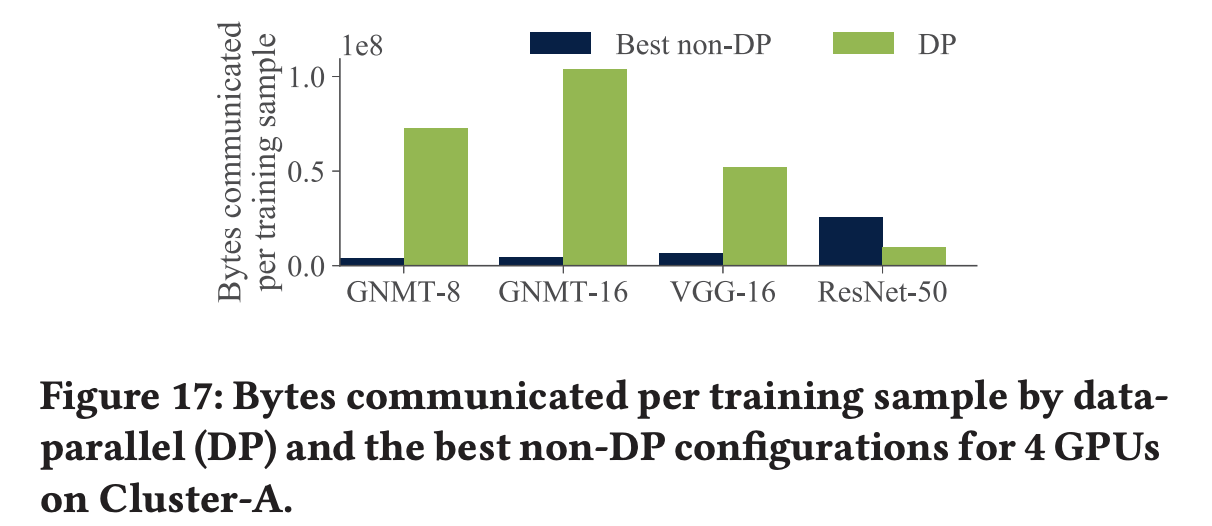 Bytes communicated
per training sample
1e8
Best non-DP
DP
1.0
0.5
0.0
GNMT-8
GNMT-16
VGG-16
ResNet-50
Figure 17: Bytes communicated per training sample by data-
parallel (DP) and the best non-DP configurations for 4 GPUs
on Cluster-A.